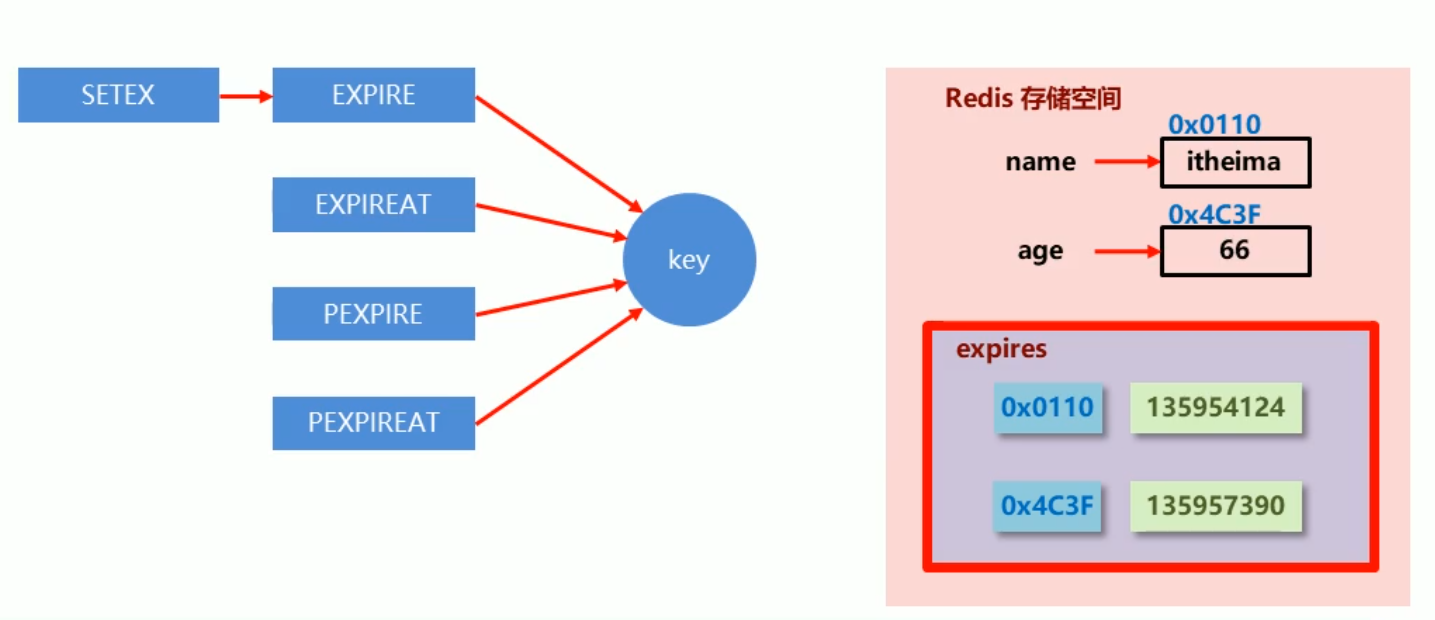 SETEX
EXPIRE
EXPIREAT
PEXPIRE
PEXPIREAT
key
Redis 存储空间
0x0110
name
itheima
0x4C3F
age
66
expires
0x0110 135954124
0x4C3F 135957390